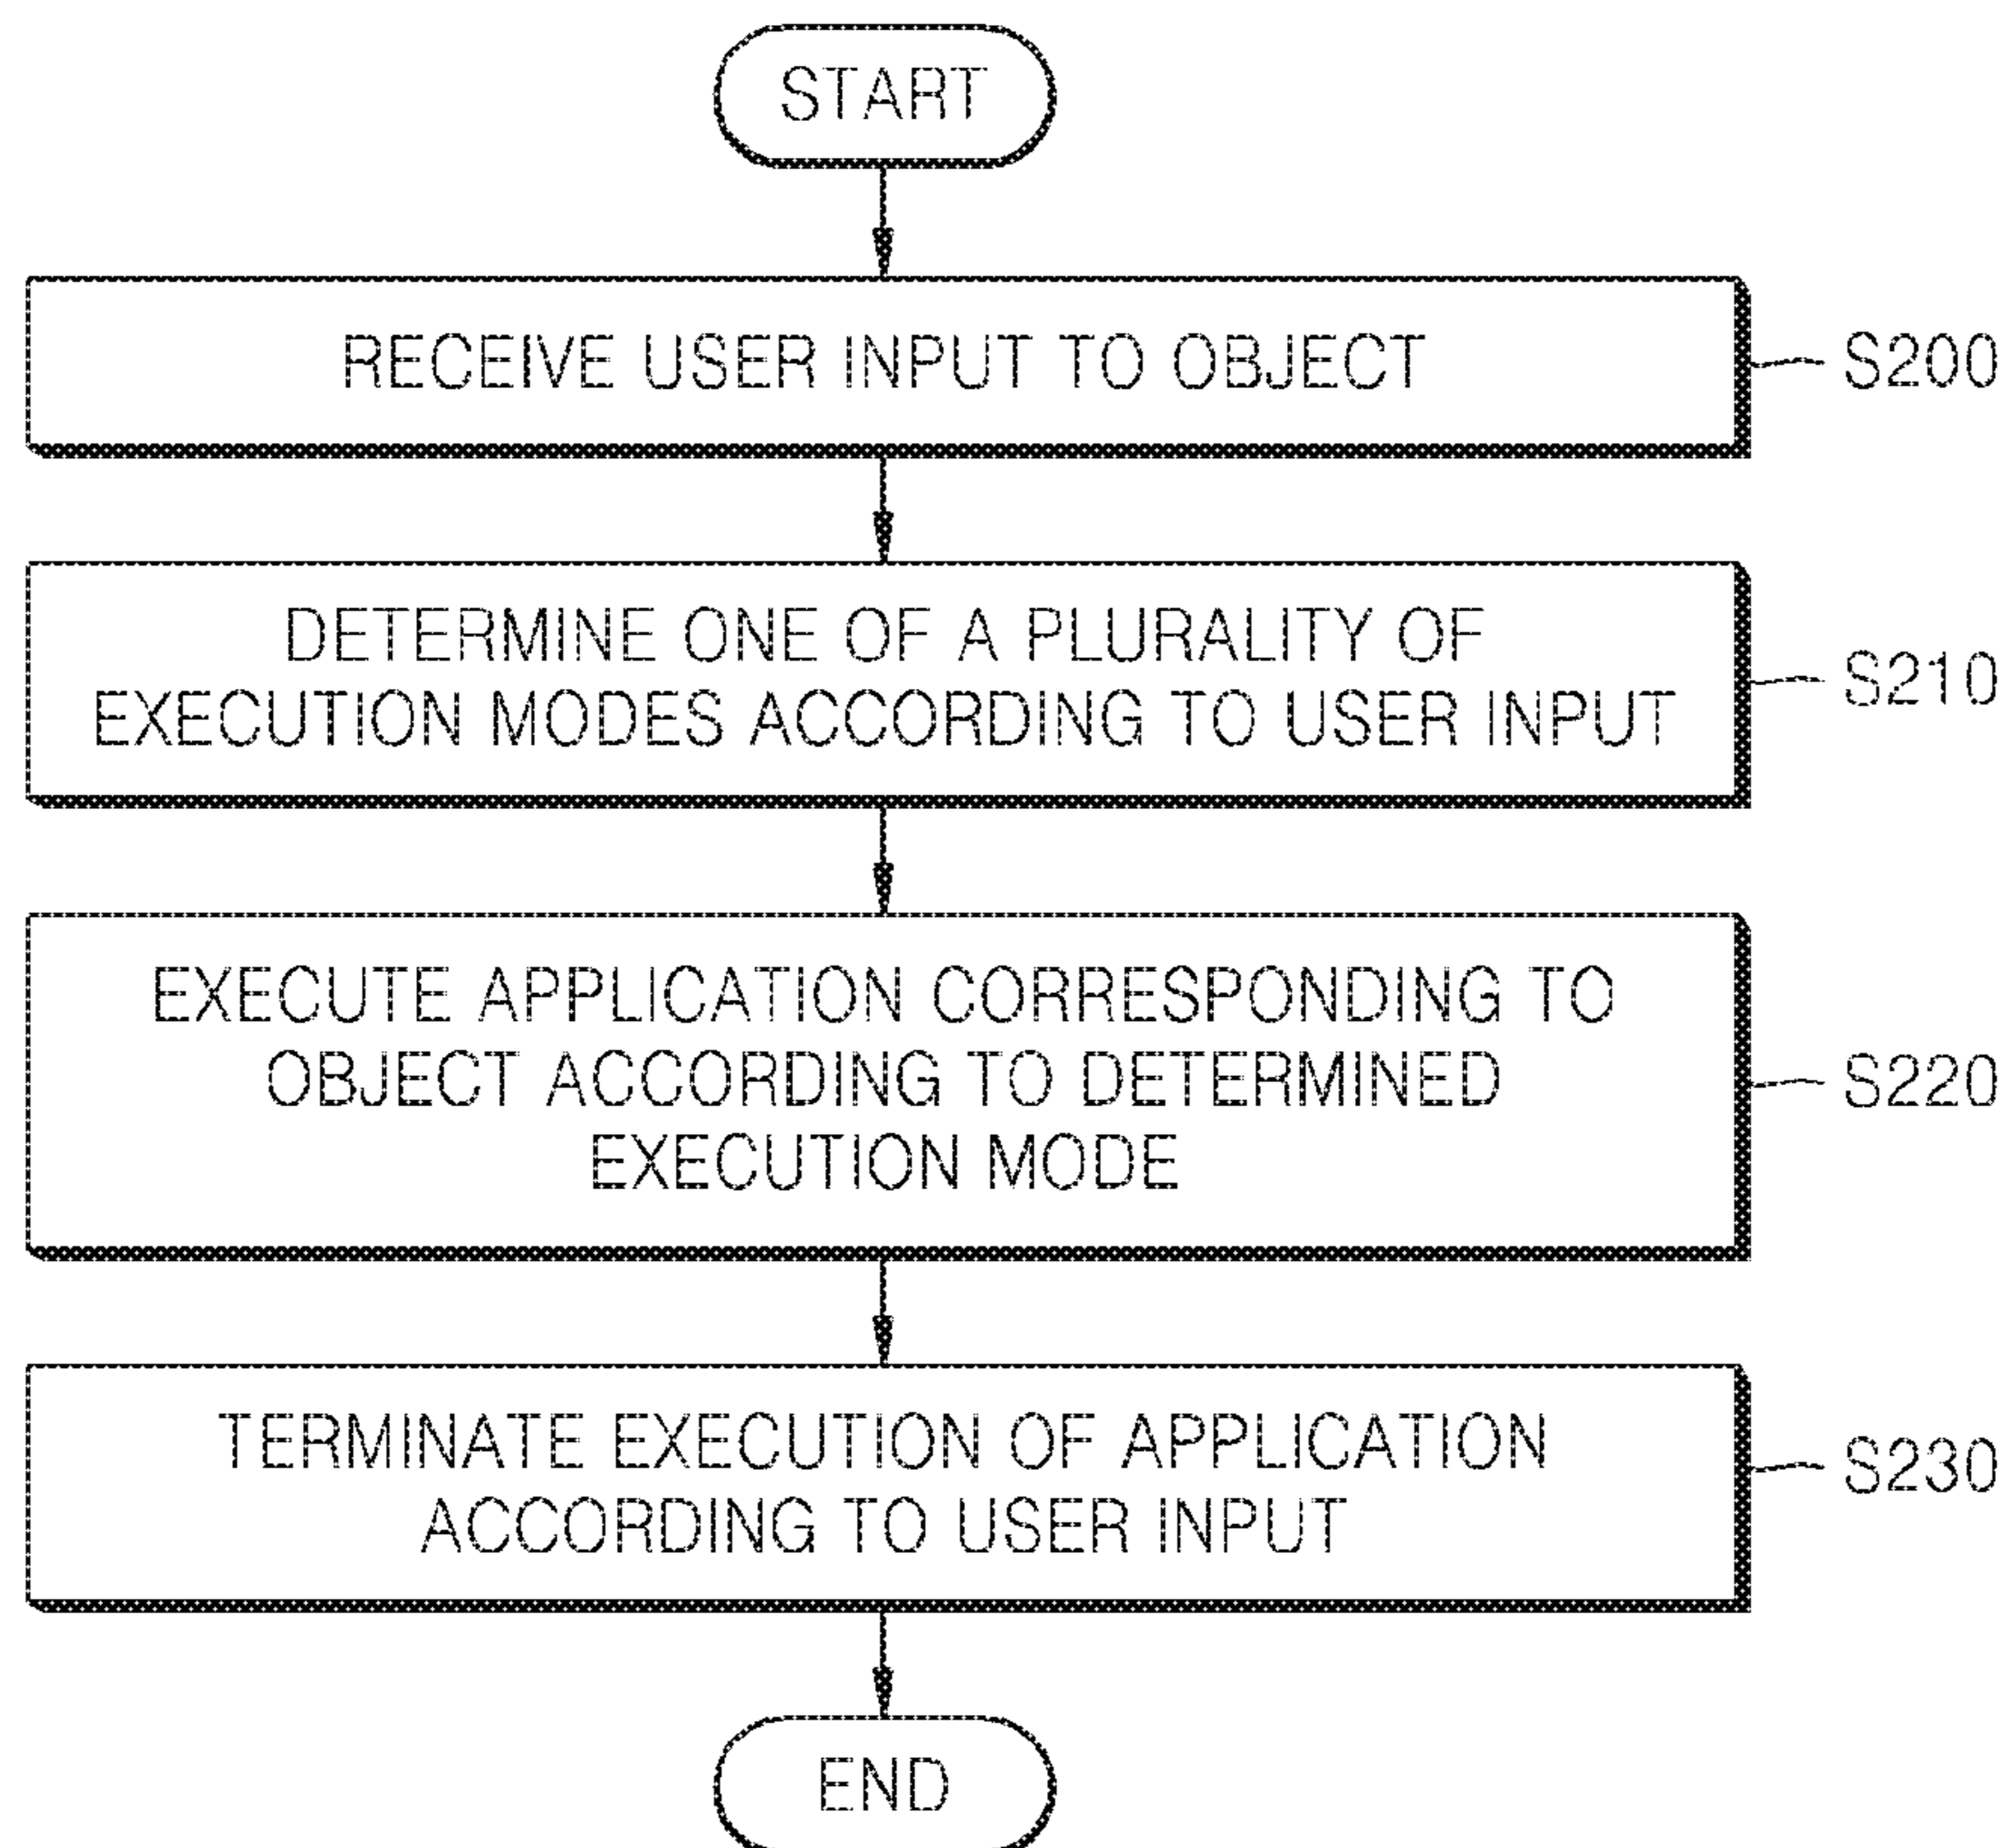 START
RECEIVE USER INPUT TO OBJECT
S200
DETERMINE ONE OF A PLURALITY OF
EXECUTION MODES ACCORDING TO USER INPUT
S210
EXECUTE APPLICATION CORRESPONDING TO
OBJECT ACCORDING TO DETERMINED
EXECUTION MODE
S220
TERMINATE EXECUTION OF APPLICATION
ACCORDING TO USER INPUT
S230
END